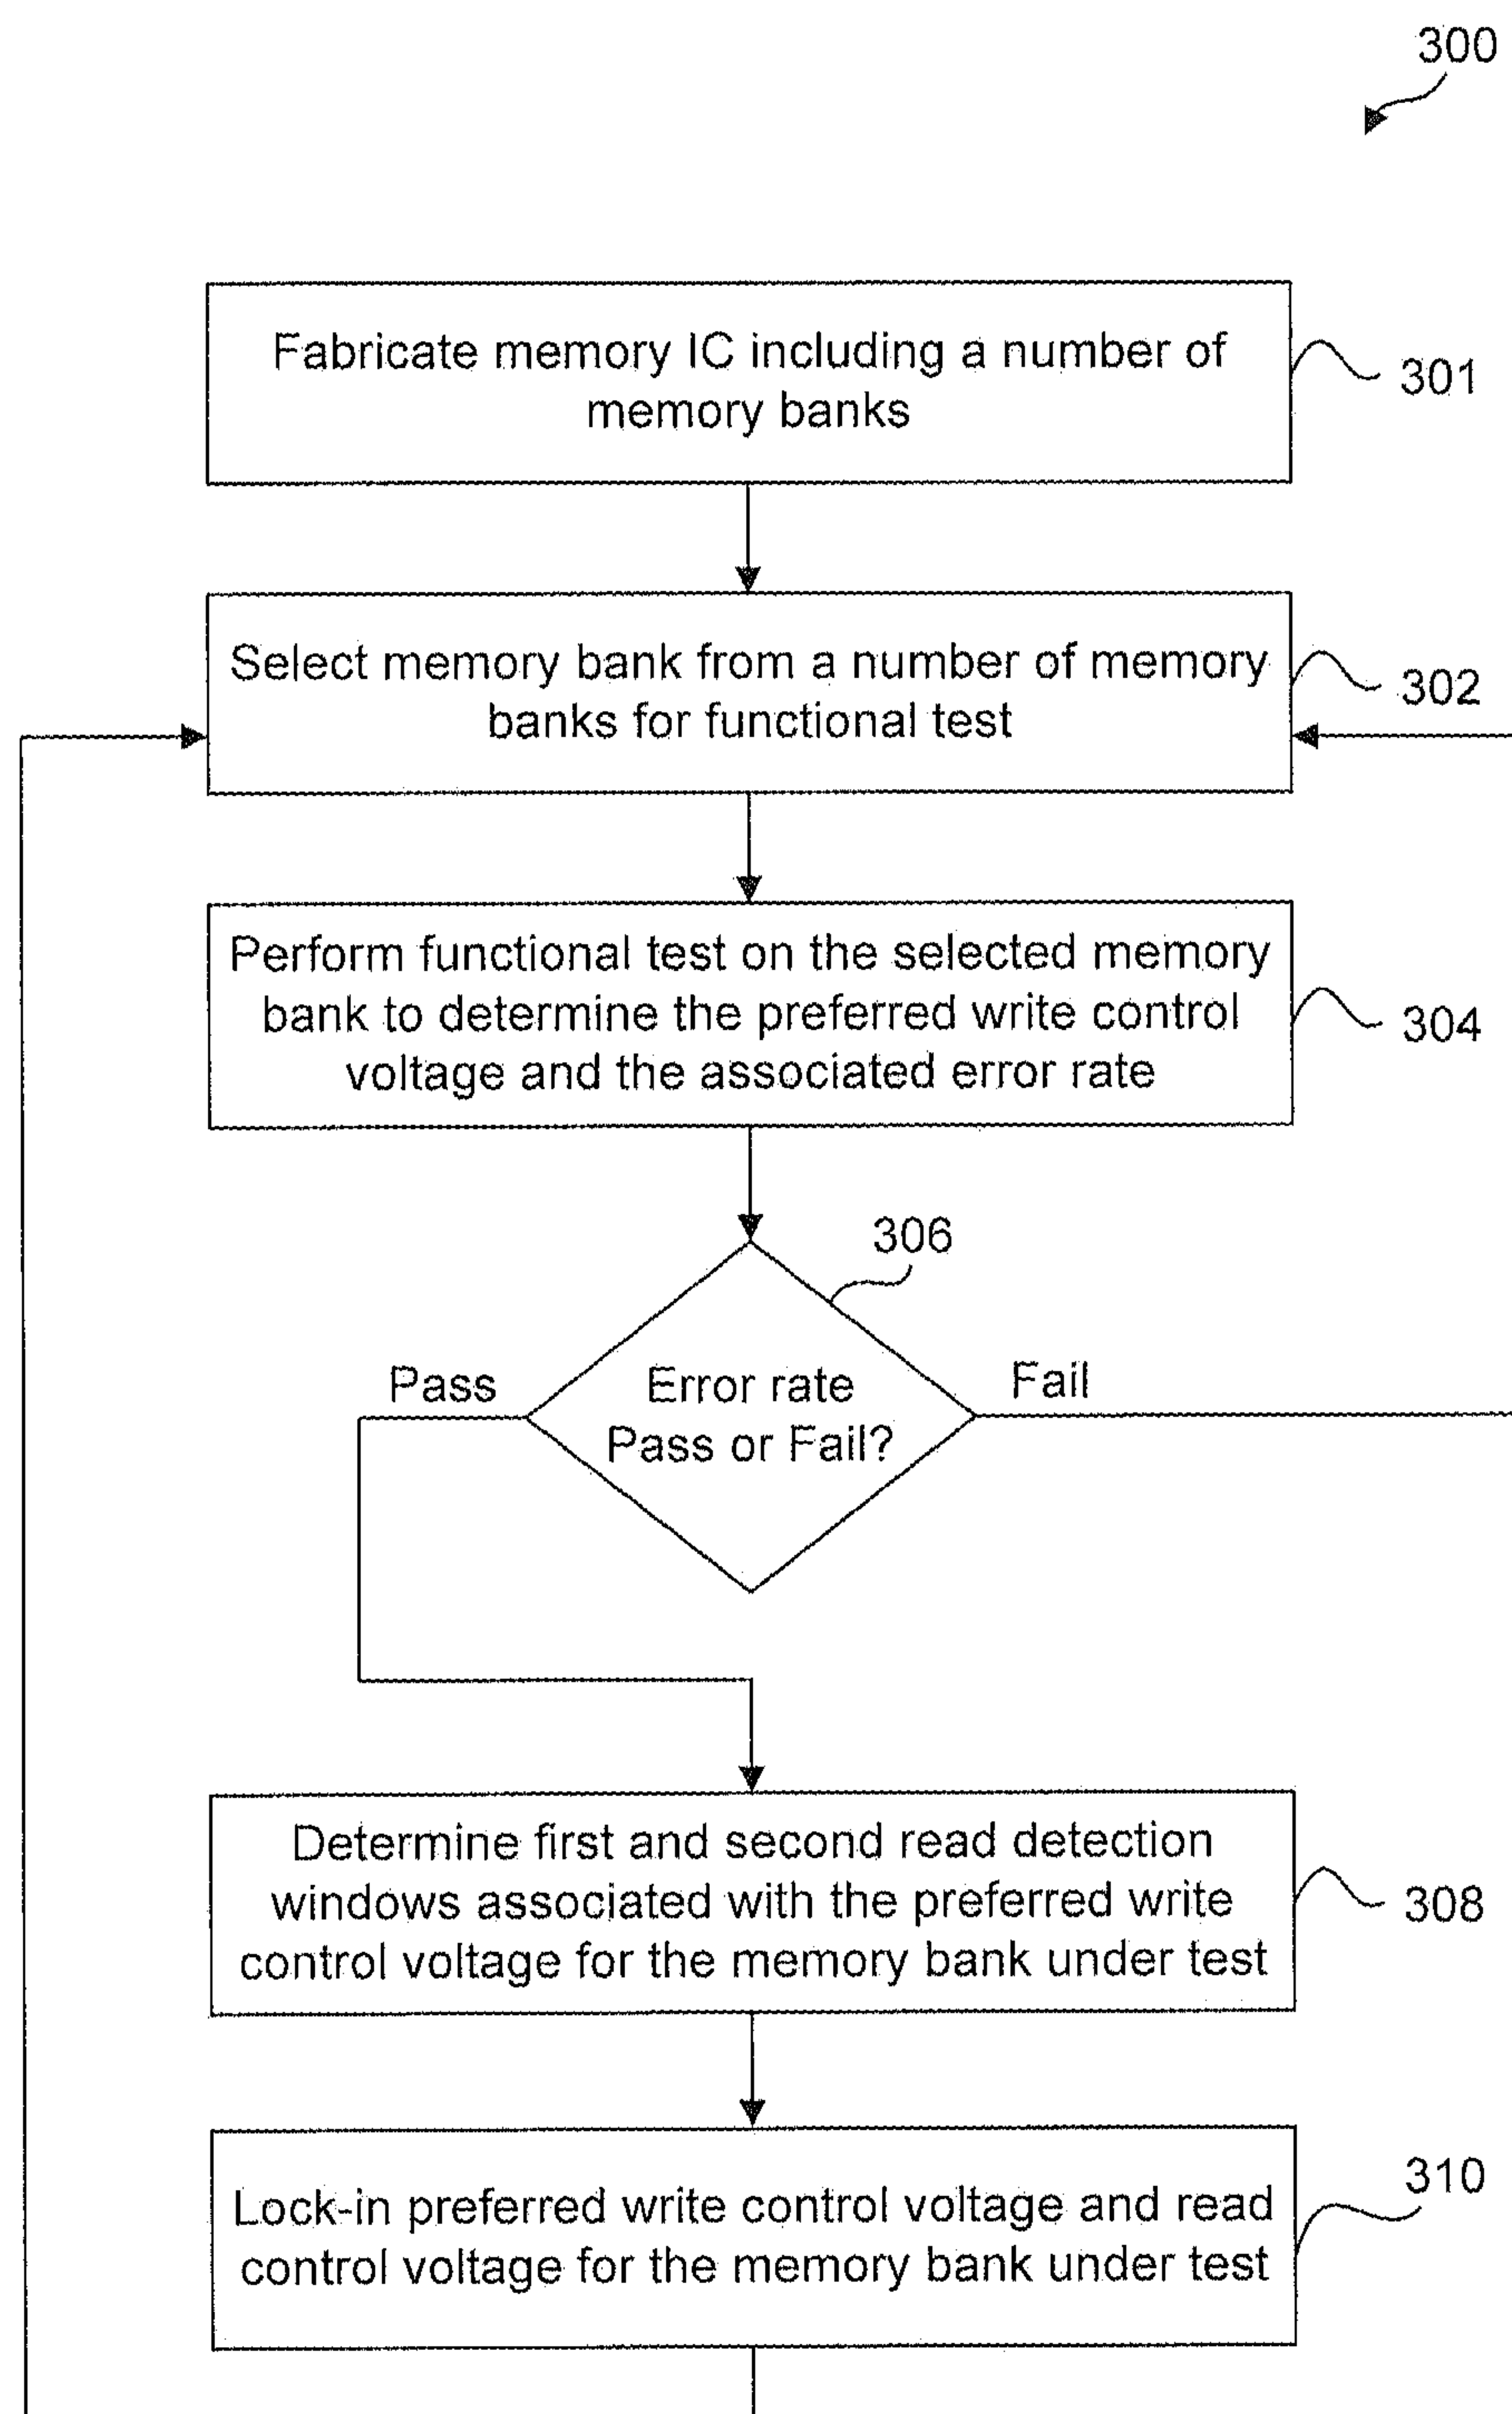 300
Fabricate memory IC including a number of
memory banks
301
Select memory bank from a number of memory
banks for functional test
302
Perform functional test on the selected memory
bank to determine the preferred write control
voltage and the associated error rate
304
306
Pass
Error rate
Pass or Fail?
Fail
Determine first and second read detection
windows associated with the preferred write
control voltage for the memory bank under test
308
Lock-in preferred write control voltage and read
control voltage for the memory bank under test
310